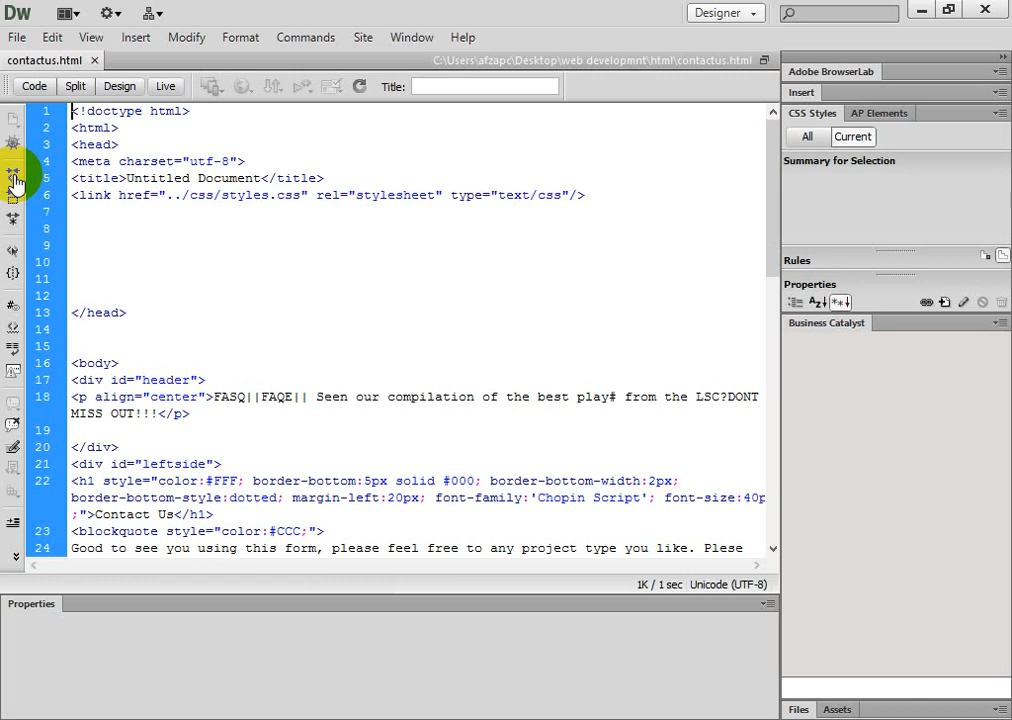 Dw Designer
File Edit View Insert Modify Format Commands Site Window Help
contactus.html C:\Users\afzapc\Desktop\web developmnt\html\contactus.html
Code Split Design Live Title:
1 <!doctype html>
2 <html>
3 <head>
4 <meta charset="utf-8">
5 <title>Untitled Document</title>
6 <link href="../css/styles.css" rel="stylesheet" type="text/css"/>
7
8
9
10
11
12
13 </head>
14
15
16 <body>
17 <div id="header">
18 <p align="center">FASQ||FAQE|| Seen our compilation of the best play# from the LSC?DONT
MISS OUT!!!</p>
19
20 </div>
21 <div id="leftside">
22 <h1 style="color:#FFF; border-bottom:5px solid #000; border-bottom-width:2px;
border-bottom-style:dotted; margin-left:20px; font-family:'Chopin Script'; font-size:40p
;">Contact Us</h1>
23 <blockquote style="color:#CCC;">
24 Good to see you using this form, please feel free to any project type you like. Plese
1K / 1 sec Unicode (UTF-8)
Properties
Adobe BrowserLab
Insert
CSS Styles AP Elements
All Current
Summary for Selection
Rules
Properties
Business Catalyst
Files Assets